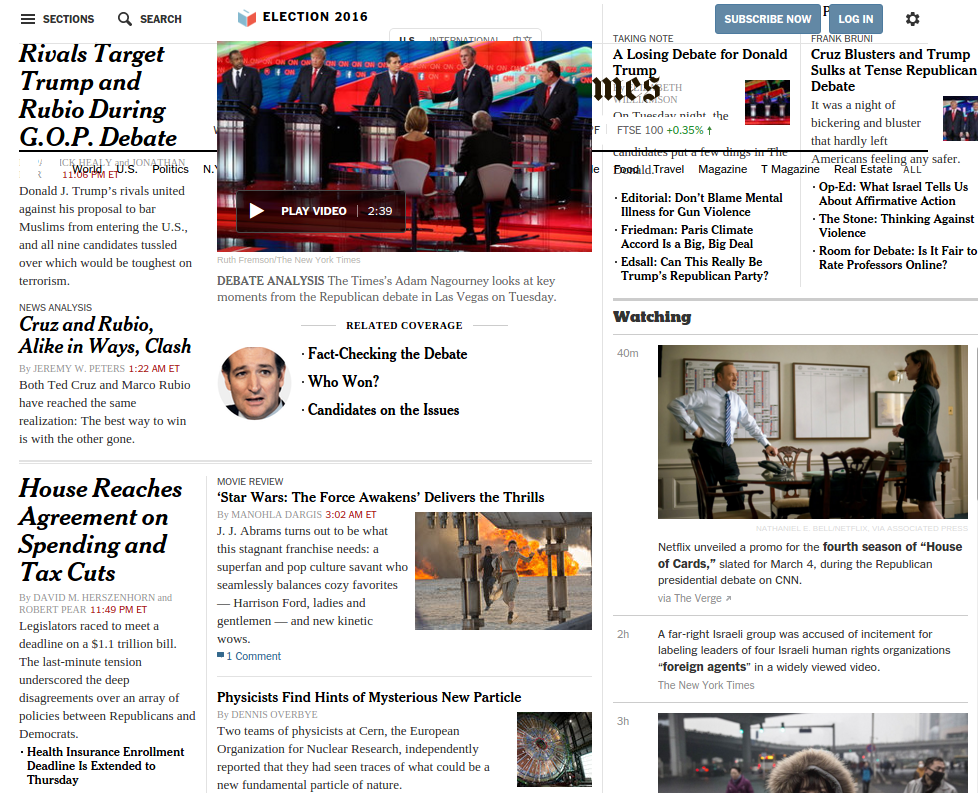 SECTIONS
SEARCH
ELECTION 2016
SUBSCRIBE NOW
LOG IN
U.S. INTERNATIONAL 中文
mes
FTSE 100 +0.35% ↑
World U.S. Politics N.Y.
Food Travel Magazine T Magazine Real Estate ALL
Rivals Target
Trump and
Rubio During
G.O.P. Debate
ICK HEALY and JONATHAN
11:06 PM ET
Donald J. Trump's rivals united
against his proposal to bar
Muslims from entering the U.S.,
and all nine candidates tussled
over which would be toughest on
terrorism.
NEWS ANALYSIS
Cruz and Rubio,
Alike in Ways, Clash
By JEREMY W. PETERS 1:22 AM ET
Both Ted Cruz and Marco Rubio
have reached the same
realization: The best way to win
is with the other gone.
PLAY VIDEO 2:39
Ruth Fremson/The New York Times
DEBATE ANALYSIS The Times's Adam Nagourney looks at key
moments from the Republican debate in Las Vegas on Tuesday.
RELATED COVERAGE
· Fact-Checking the Debate
· Who Won?
· Candidates on the Issues
TAKING NOTE
A Losing Debate for Donald
Trump
By ELIZABETH
WILLIAMSON
On Tuesday night, the
candidates put a few dings in The
Donald.
· Editorial: Don't Blame Mental
Illness for Gun Violence
· Friedman: Paris Climate
Accord Is a Big, Big Deal
· Edsall: Can This Really Be
Trump's Republican Party?
FRANK BRUNI
Cruz Blusters and Trump
Sulks at Tense Republican
Debate
It was a night of
bickering and bluster
that hardly left
Americans feeling any safer.
· Op-Ed: What Israel Tells Us
About Affirmative Action
· The Stone: Thinking Against
Violence
· Room for Debate: Is It Fair to
Rate Professors Online?
House Reaches
Agreement on
Spending and
Tax Cuts
By DAVID M. HERSZENHORN and
ROBERT PEAR 11:49 PM ET
Legislators raced to meet a
deadline on a $1.1 trillion bill.
The last-minute tension
underscored the deep
disagreements over an array of
policies between Republicans and
Democrats.
· Health Insurance Enrollment
Deadline Is Extended to
Thursday
MOVIE REVIEW
'Star Wars: The Force Awakens' Delivers the Thrills
By MANOHLA DARGIS 3:02 AM ET
J. J. Abrams turns out to be what
this stagnant franchise needs: a
superfan and pop culture savant who
seamlessly balances cozy favorites
— Harrison Ford, ladies and
gentlemen — and new kinetic
wows.
1 Comment
Physicists Find Hints of Mysterious New Particle
By DENNIS OVERBYE
Two teams of physicists at Cern, the European
Organization for Nuclear Research, independently
reported that they had seen traces of what could be a
new fundamental particle of nature.
Watching
40m
NATHANIEL E. BELL/NETFLIX, VIA ASSOCIATED PRESS
Netflix unveiled a promo for the fourth season of "House
of Cards," slated for March 4, during the Republican
presidential debate on CNN.
via The Verge ↗
2h
A far-right Israeli group was accused of incitement for
labeling leaders of four Israeli human rights organizations
"foreign agents" in a widely viewed video.
The New York Times
3h